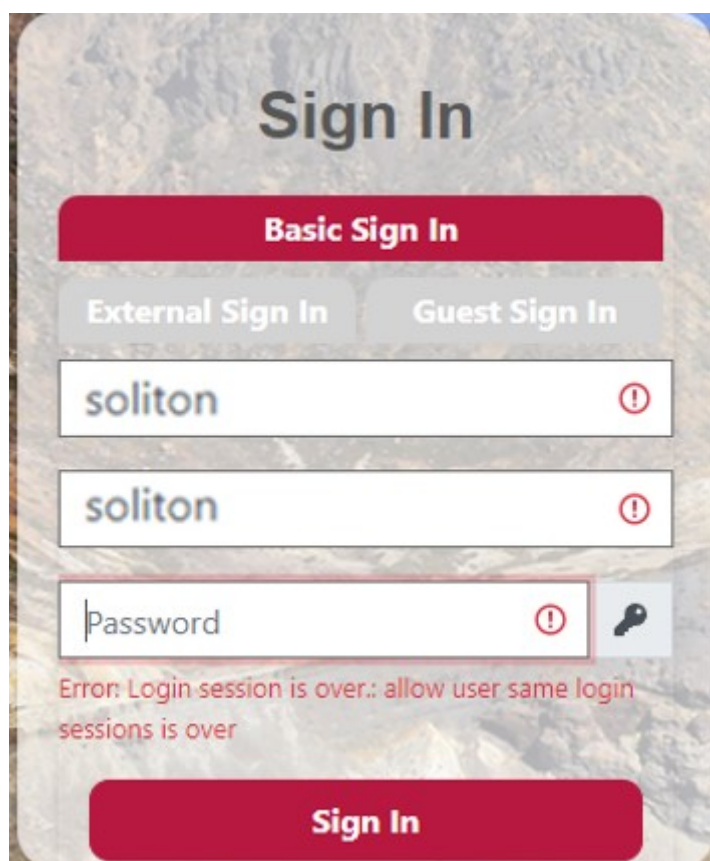 Sign In
Basic Sign In
External Sign In Guest Sign In
soliton
soliton
Password
Error: Login session is over.: allow user same login
sessions is over
Sign In